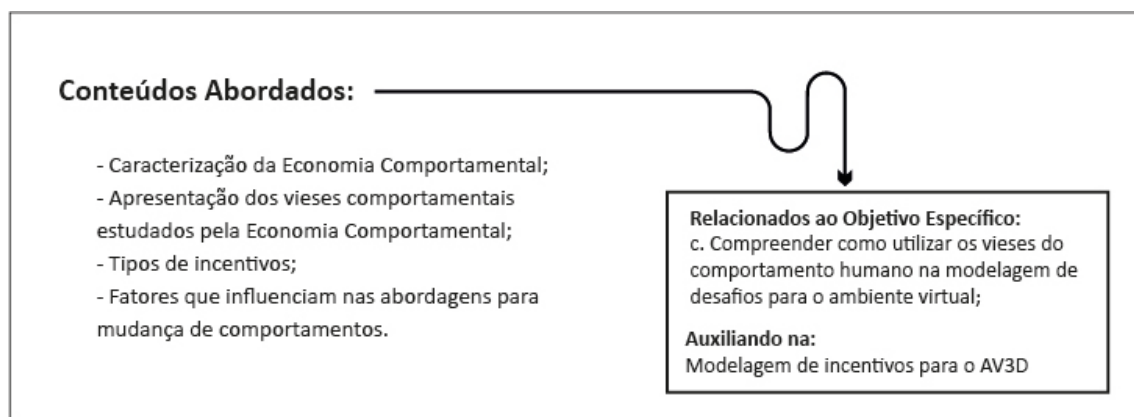 Conteúdos Abordados:
- Caracterização da Economia Comportamental;
- Apresentação dos vieses comportamentais
estudados pela Economia Comportamental;
- Tipos de incentivos;
- Fatores que influenciam nas abordagens para
mudança de comportamentos.
Relacionados ao Objetivo Específico:
c. Compreender como utilizar os vieses do
comportamento humano na modelagem de
desafios para o ambiente virtual;
Auxiliando na:
Modelagem de incentivos para o AV3D